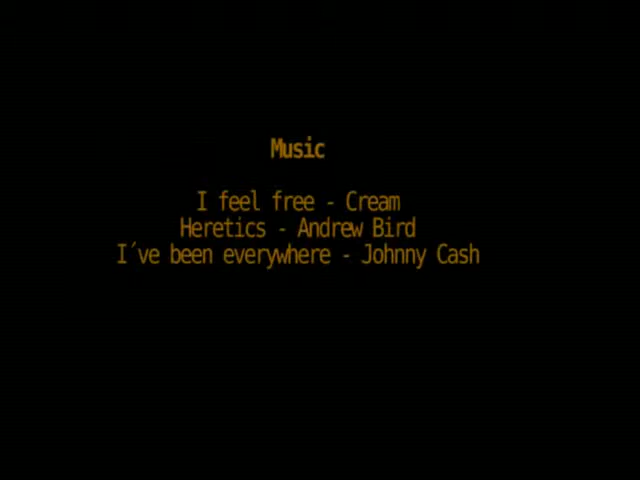 Music
I feel free - Cream
Heretics - Andrew Bird
I´ve been everywhere - Johnny Cash